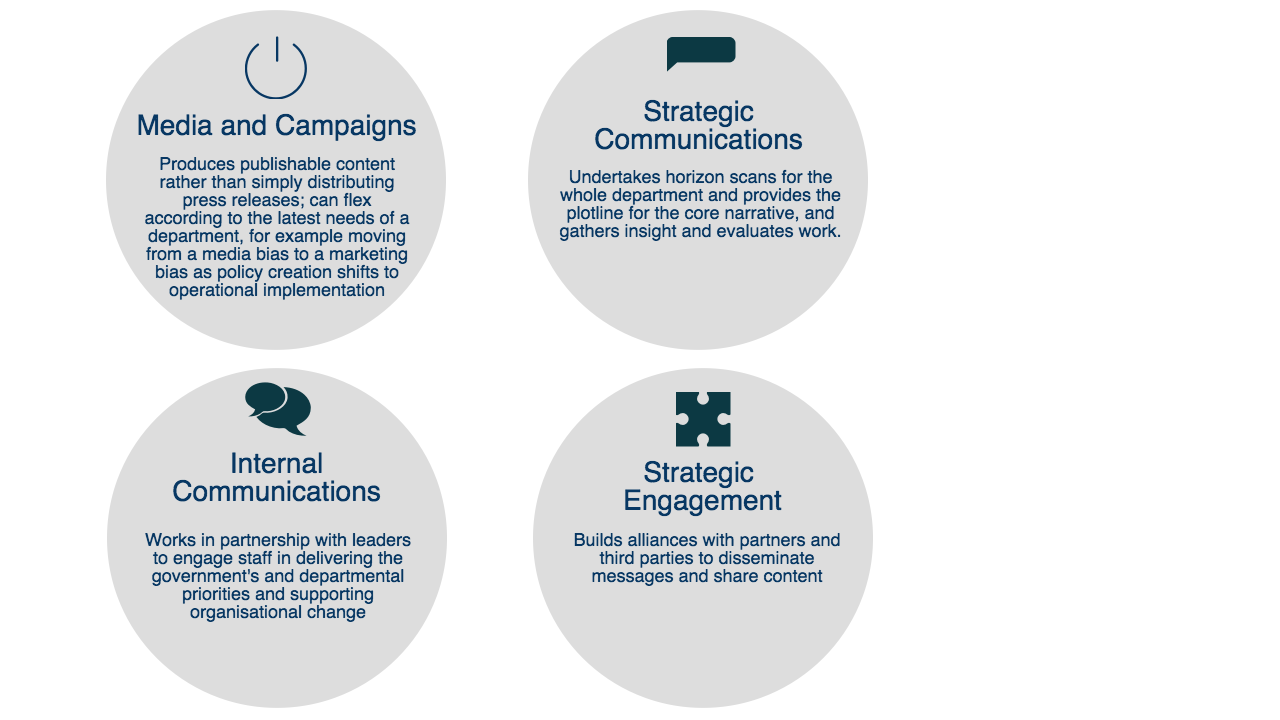 Media and Campaigns
Produces publishable content
rather than simply distributing
press releases; can flex
according to the latest needs of a
department, for example moving
from a media bias to a marketing
bias as policy creation shifts to
operational implementation
Strategic
Communications
Undertakes horizon scans for the
whole department and provides the
plotline for the core narrative, and
gathers insight and evaluates work.
Internal
Communications
Works in partnership with leaders
to engage staff in delivering the
government's and departmental
priorities and supporting
organisational change
Strategic
Engagement
Builds alliances with partners and
third parties to disseminate
messages and share content